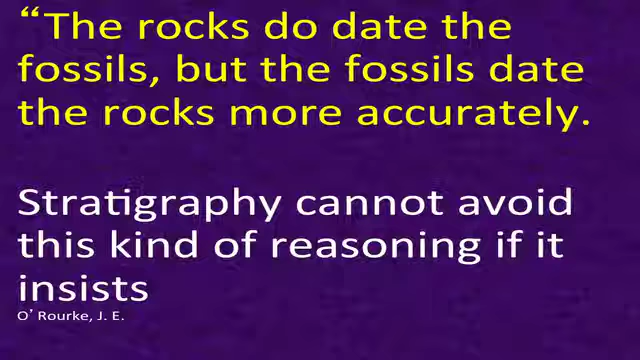 “The rocks do date the
fossils, but the fossils date
the rocks more accurately.
Stratigraphy cannot avoid
this kind of reasoning if it
insists
O’ Rourke, J. E.